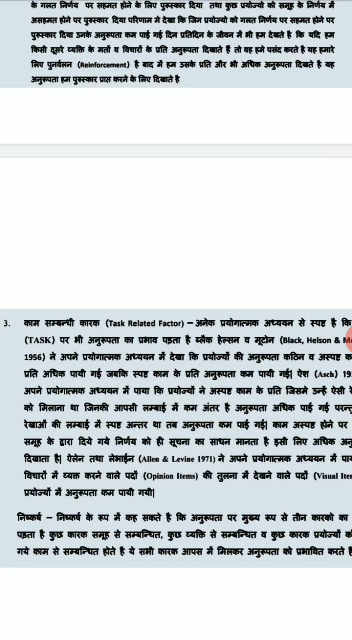 के गलत निर्णय पर सहमत होने के लिए पुरुस्कार दिया तथा कुछ प्रयोज्यो को समूह के निर्णय में
असहमत होने पर पुरुस्कार दिया परिणाम मे देखा कि जिन प्रयोज्यो को गलत निर्णय पर सहमत होने पर
पुरुस्कार दिया उनके अनुरूपता कम पाई गई दिन प्रतिदिन के जीवन में भी हम देखते है कि यदि हम
किसी दूसरे व्यक्ति के मतों व विचारों के प्रति अनुरूपता दिखाते हैं तो वह हमे पसंद करते है यह हमारे
लिए पुनर्वलन (Reinforcement) है बाद में हम उसके प्रति और भी अधिक अनुरूपता दिखाते है यह
अनुरूपता हम पुरुस्कार प्राप्त करने के लिए दिखाते है
3. काम सम्बन्धी कारक (Task Related Factor) – अनेक प्रयोगात्मक अध्ययन से स्पष्ट है कि
(TASK) पर भी अनुरूपता का प्रभाव पड़ता है ब्लैक हेल्सन व मूटोन (Black, Helson & M
1956) ने अपने प्रयोगात्मक अध्ययन में देखा कि प्रयोज्यों की अनुरूपता कठिन व अस्पष्ट क
प्रति अधिक पायी गई जबकि स्पष्ट काम के प्रति अनुरूपता कम पायी गई| ऐश (Asch) 19
अपने प्रयोगात्मक अध्ययन में पाया कि प्रयोज्यों ने अस्पष्ट काम के प्रति जिसमे उन्हें ऐसी रे
को मिलाना था जिनकी आपसी लम्बाई में कम अंतर है अनुरूपता अधिक पाई गई परन्तु
रेखाओं की लम्बाई में स्पष्ट अन्तर था तब अनुरूपता कम पाई गई| काम अस्पष्ट होने पर
समूह के द्वारा दिये गये निर्णय को ही सूचना का साधन मानता है इसी लिए अधिक अनु
दिखाता है| ऐलेन तथा लेभाईन (Allen & Levine 1971) ने अपने प्रयोगात्मक अध्ययन में पा
विचारों में व्यक्त करने वाले पदों (Opinion Items) की तुलना में देखने वाले पदों (Visual Ite
प्रयोज्यों में अनुरूपता कम पायी गयी|
निष्कर्ष – निष्कर्ष के रूप में कह सकते है कि अनुरूपता पर मुख्य रूप से तीन कारको का
पड़ता है कुछ कारक समूह से सम्बन्धित, कुछ व्यक्ति से सम्बन्धित व कुछ कारक प्रयोज्यों को
गये काम से सम्बन्धित होते है ये सभी कारक आपस में मिलकर अनुरूपता को प्रभावित करते है